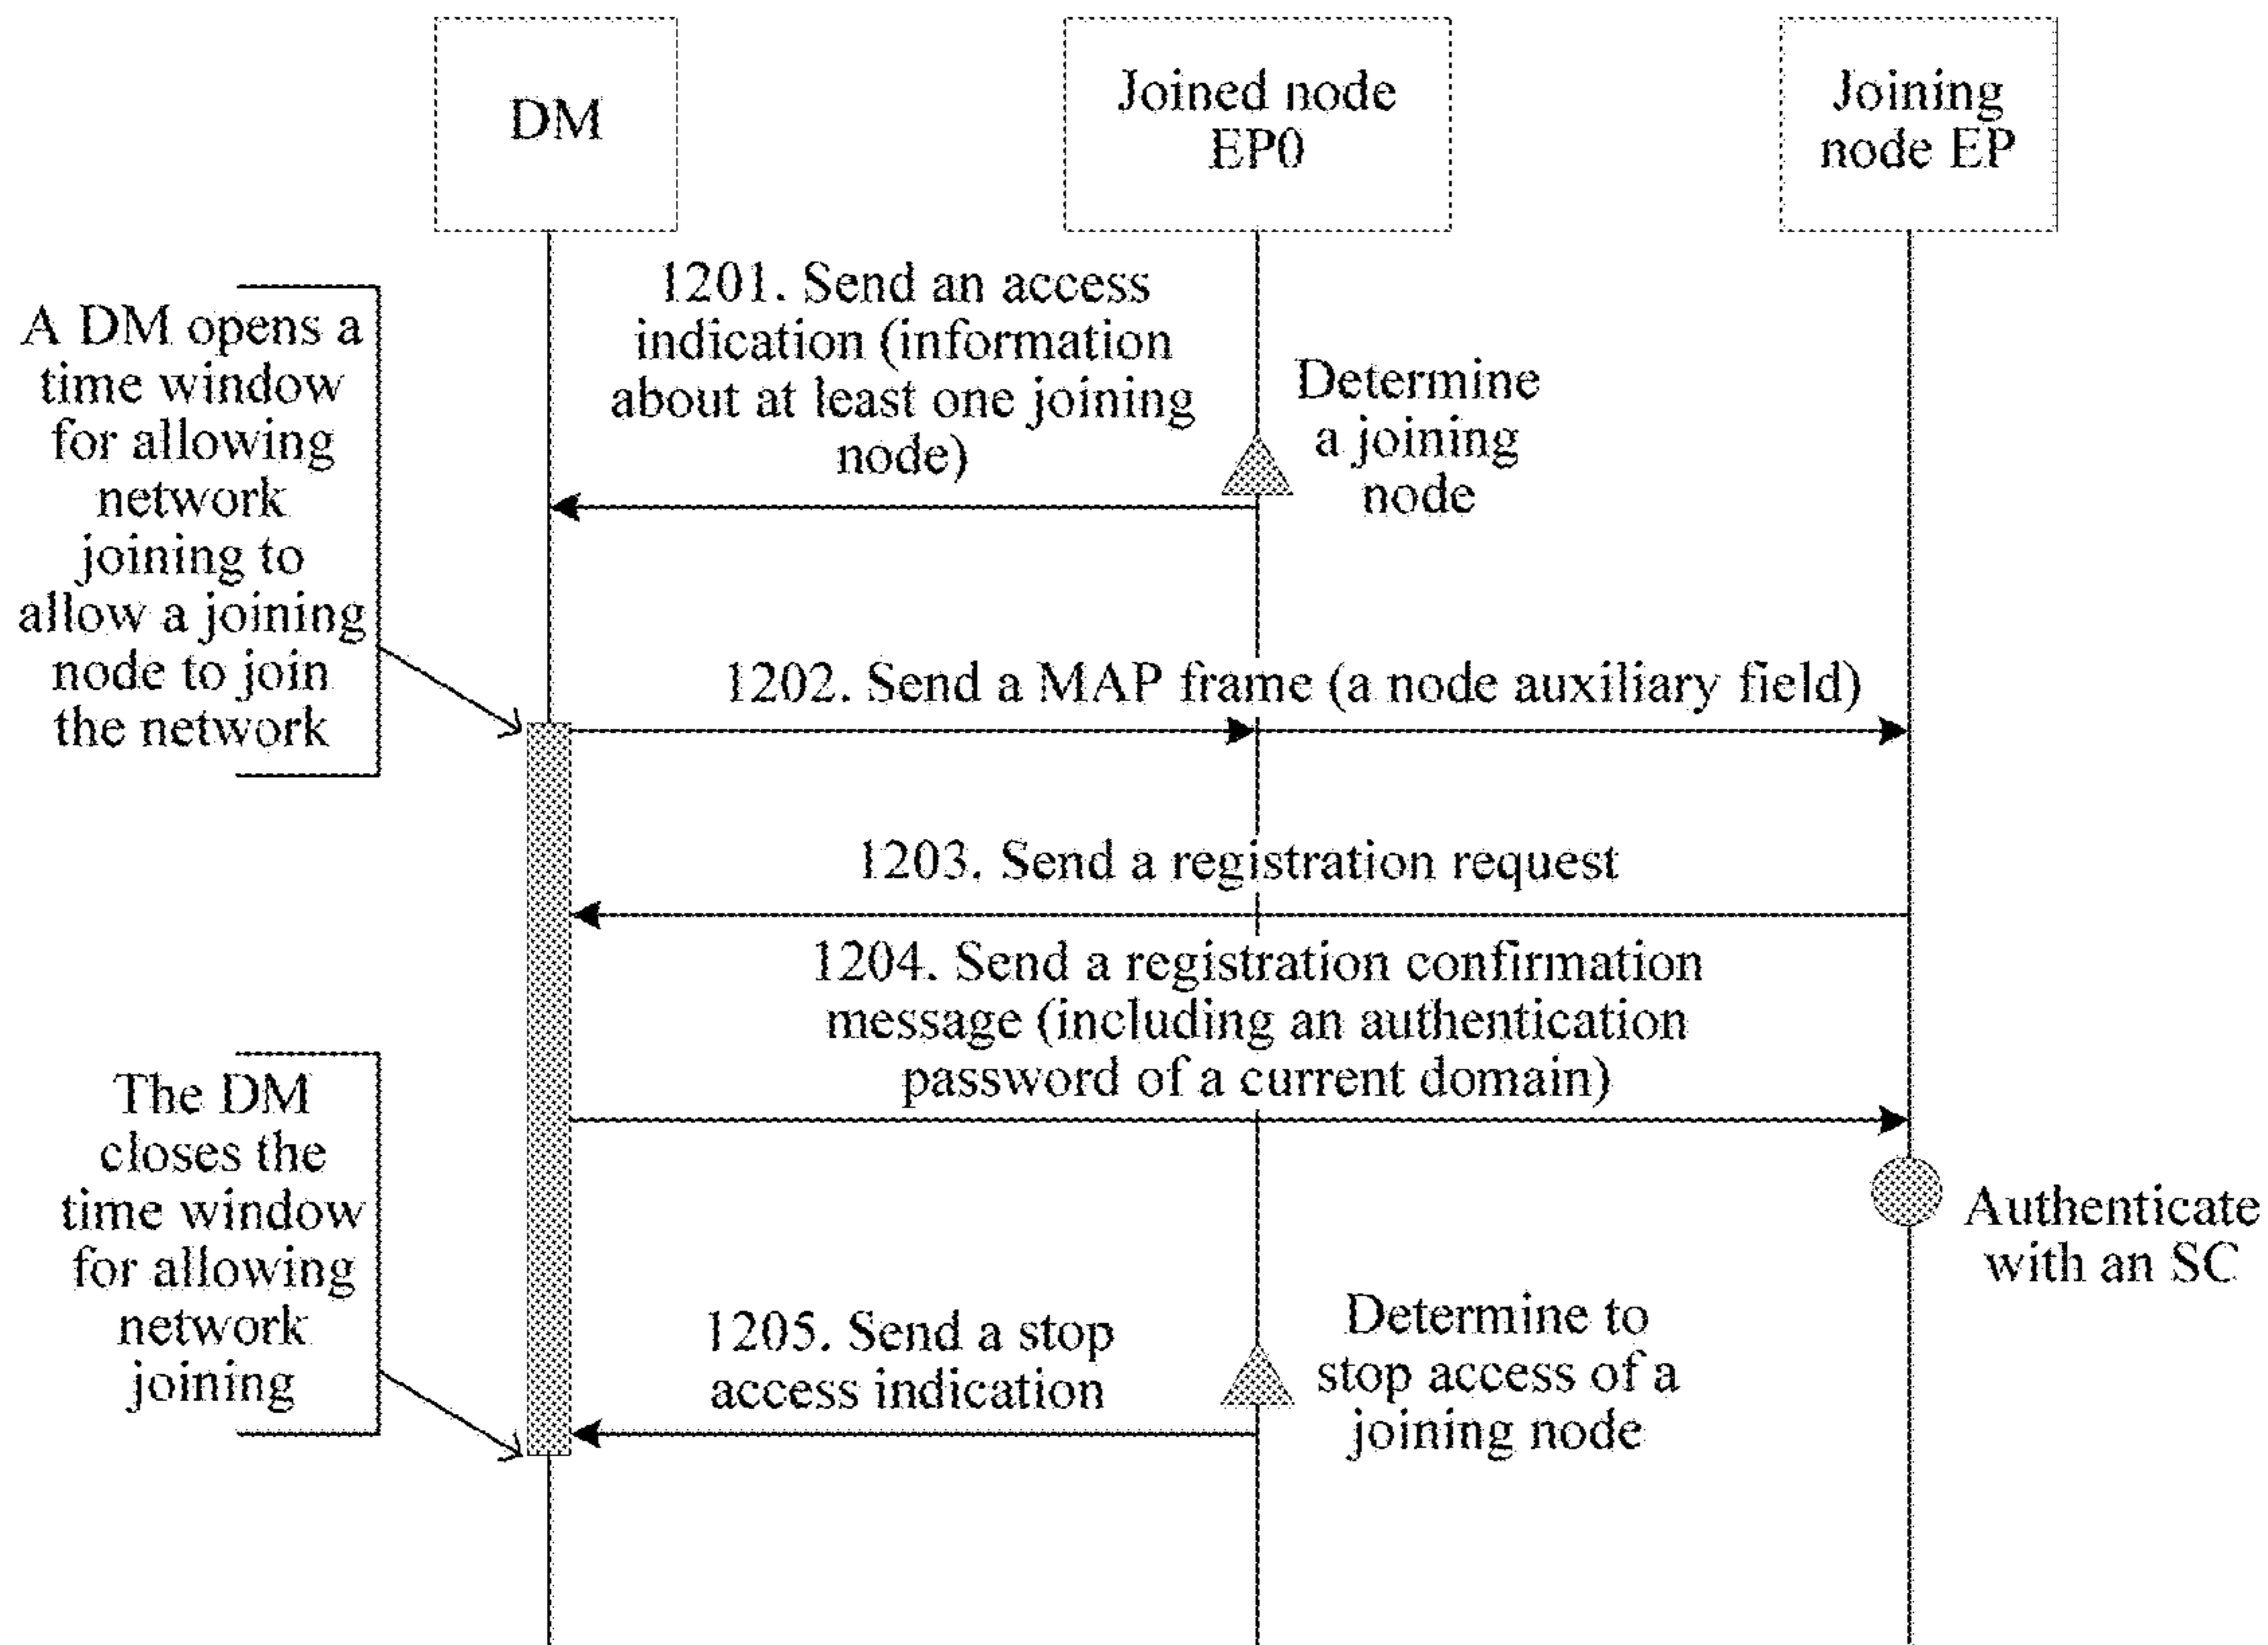 DM
Joined node
EP0
Joining
node EP
1201. Send an access
indication (information
about at least one joining
node)
Determine
a joining
node
A DM opens a
time window
for allowing
network
joining to
allow a joining
node to join
the network
1202. Send a MAP frame (a node auxiliary field)
1203. Send a registration request
1204. Send a registration confirmation
message (including an authentication
password of a current domain)
The DM
closes the
time window
for allowing
network
joining
Authenticate
with an SC
1205. Send a stop
access indication
Determine to
stop access of a
joining node